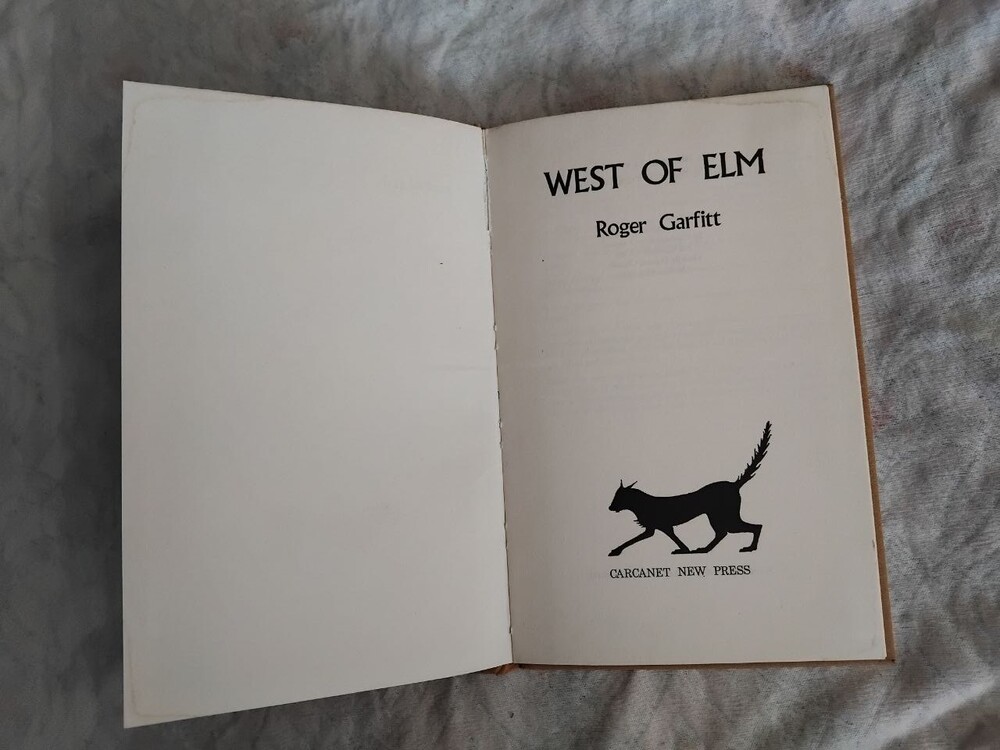 WEST OF ELM
Roger Garfitt
CARCANET NEW PRESS